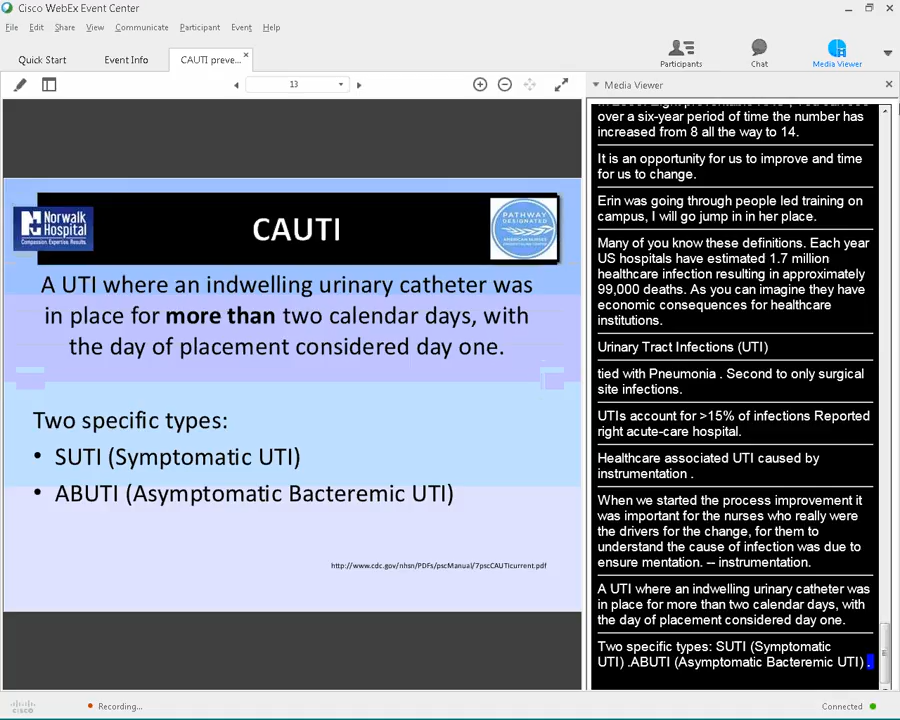 Cisco WebEx Event Center
File Edit Share View Communicate Participant Event Help
Quick Start Event Info CAUTI preve...
Participants Chat Media Viewer
13
Media Viewer
Norwalk
Hospital
Compassion. Expertise. Results.
CAUTI
PATHWAY
DESIGNATED
AMERICAN NURSES
A UTI where an indwelling urinary catheter was
in place for more than two calendar days, with
the day of placement considered day one.
Two specific types:
• SUTI (Symptomatic UTI)
• ABUTI (Asymptomatic Bacteremic UTI)
http://www.cdc.gov/nhsn/PDFs/pscManual/7pscCAUTIcurrent.pdf
over a six-year period of time the number has
increased from 8 all the way to 14.
It is an opportunity for us to improve and time
for us to change.
Erin was going through people led training on
campus, I will go jump in in her place.
Many of you know these definitions. Each year
US hospitals have estimated 1.7 million
healthcare infection resulting in approximately
99,000 deaths. As you can imagine they have
economic consequences for healthcare
institutions.
Urinary Tract Infections (UTI)
tied with Pneumonia . Second to only surgical
site infections.
UTIs account for >15% of infections Reported
right acute-care hospital.
Healthcare associated UTI caused by
instrumentation .
When we started the process improvement it
was important for the nurses who really were
the drivers for the change, for them to
understand the cause of infection was due to
ensure mentation. -- instrumentation.
A UTI where an indwelling urinary catheter was
in place for more than two calendar days, with
the day of placement considered day one.
Two specific types: SUTI (Symptomatic
UTI) .ABUTI (Asymptomatic Bacteremic UTI) .
cisco
Recording...
Connected